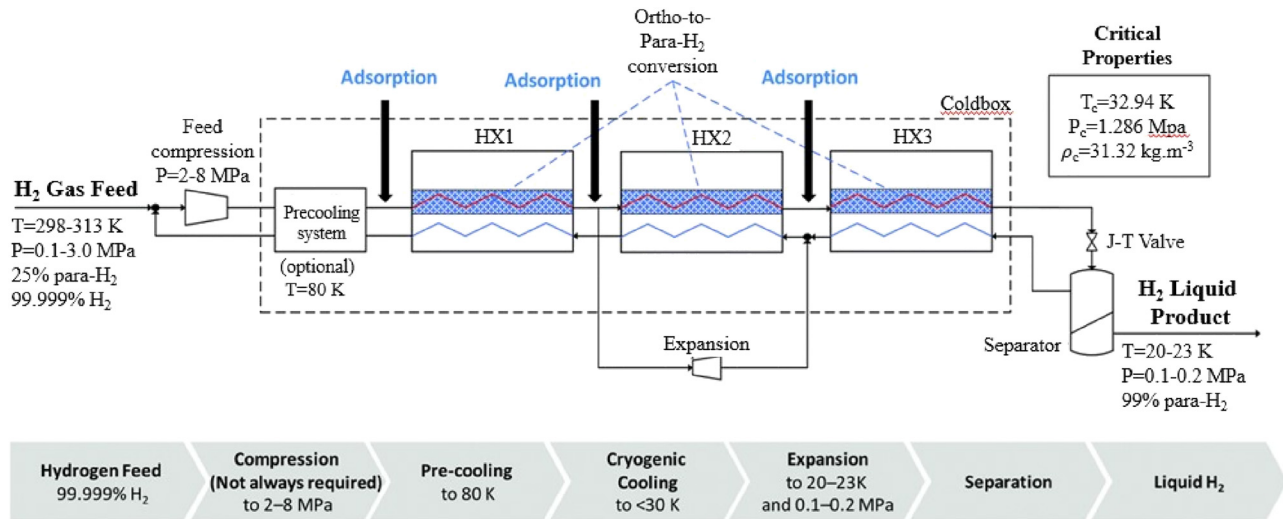 Ortho-to-
Para-H₂
conversion
Critical
Properties
T꜀=32.94 K
P꜀=1.286 Mpa
ρ꜀=31.32 kg.m⁻³
Adsorption
Adsorption
Adsorption
Coldbox
Feed
compression
P=2-8 MPa
HX1
HX2
HX3
H₂ Gas Feed
T=298-313 K
P=0.1-3.0 MPa
25% para-H₂
99.999% H₂
Precooling
system
(optional)
T=80 K
J-T Valve
Expansion
Separator
H₂ Liquid
Product
T=20-23 K
P=0.1-0.2 MPa
99% para-H₂
Hydrogen Feed
99.999% H₂
Compression
(Not always required)
to 2–8 MPa
Pre-cooling
to 80 K
Cryogenic
Cooling
to <30 K
Expansion
to 20–23K
and 0.1–0.2 MPa
Separation
Liquid H₂